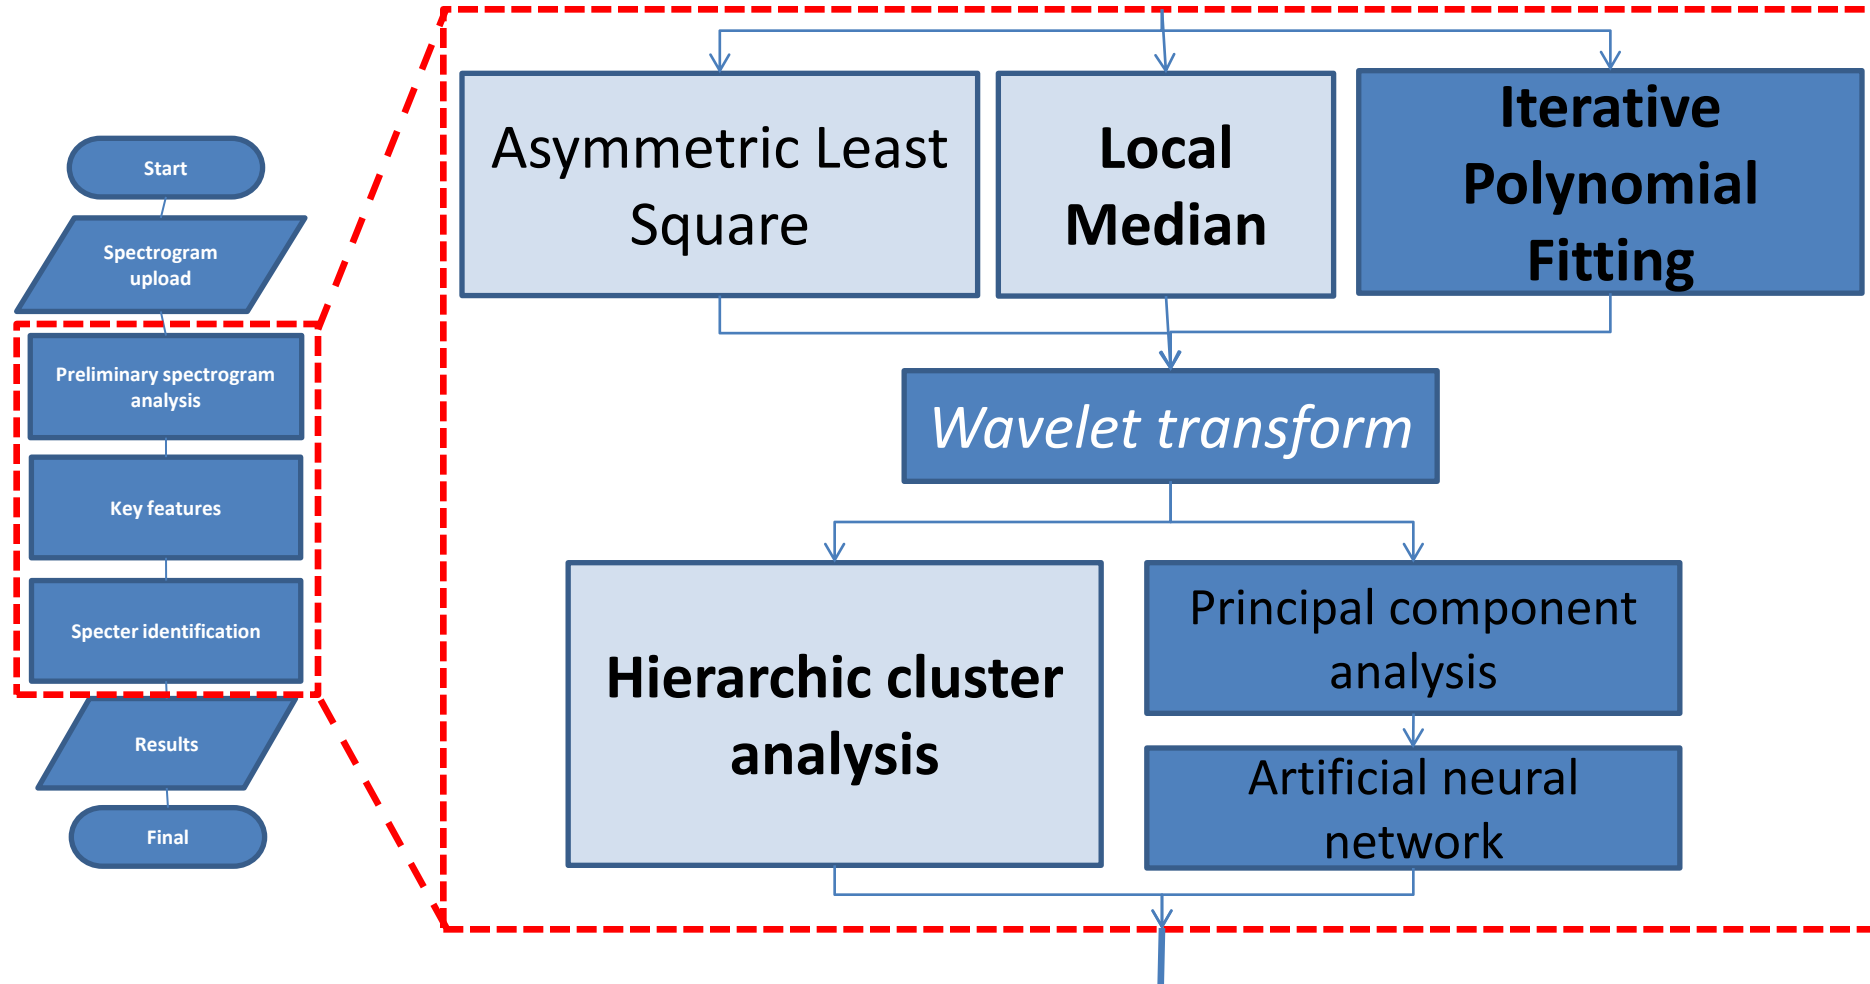 Start
Spectrogram
upload
Preliminary spectrogram
analysis
Key features
Specter identification
Results
Final
Asymmetric Least
Square
Local
Median
Iterative
Polynomial
Fitting
Wavelet transform
Hierarchic cluster
analysis
Principal component
analysis
Artificial neural
network